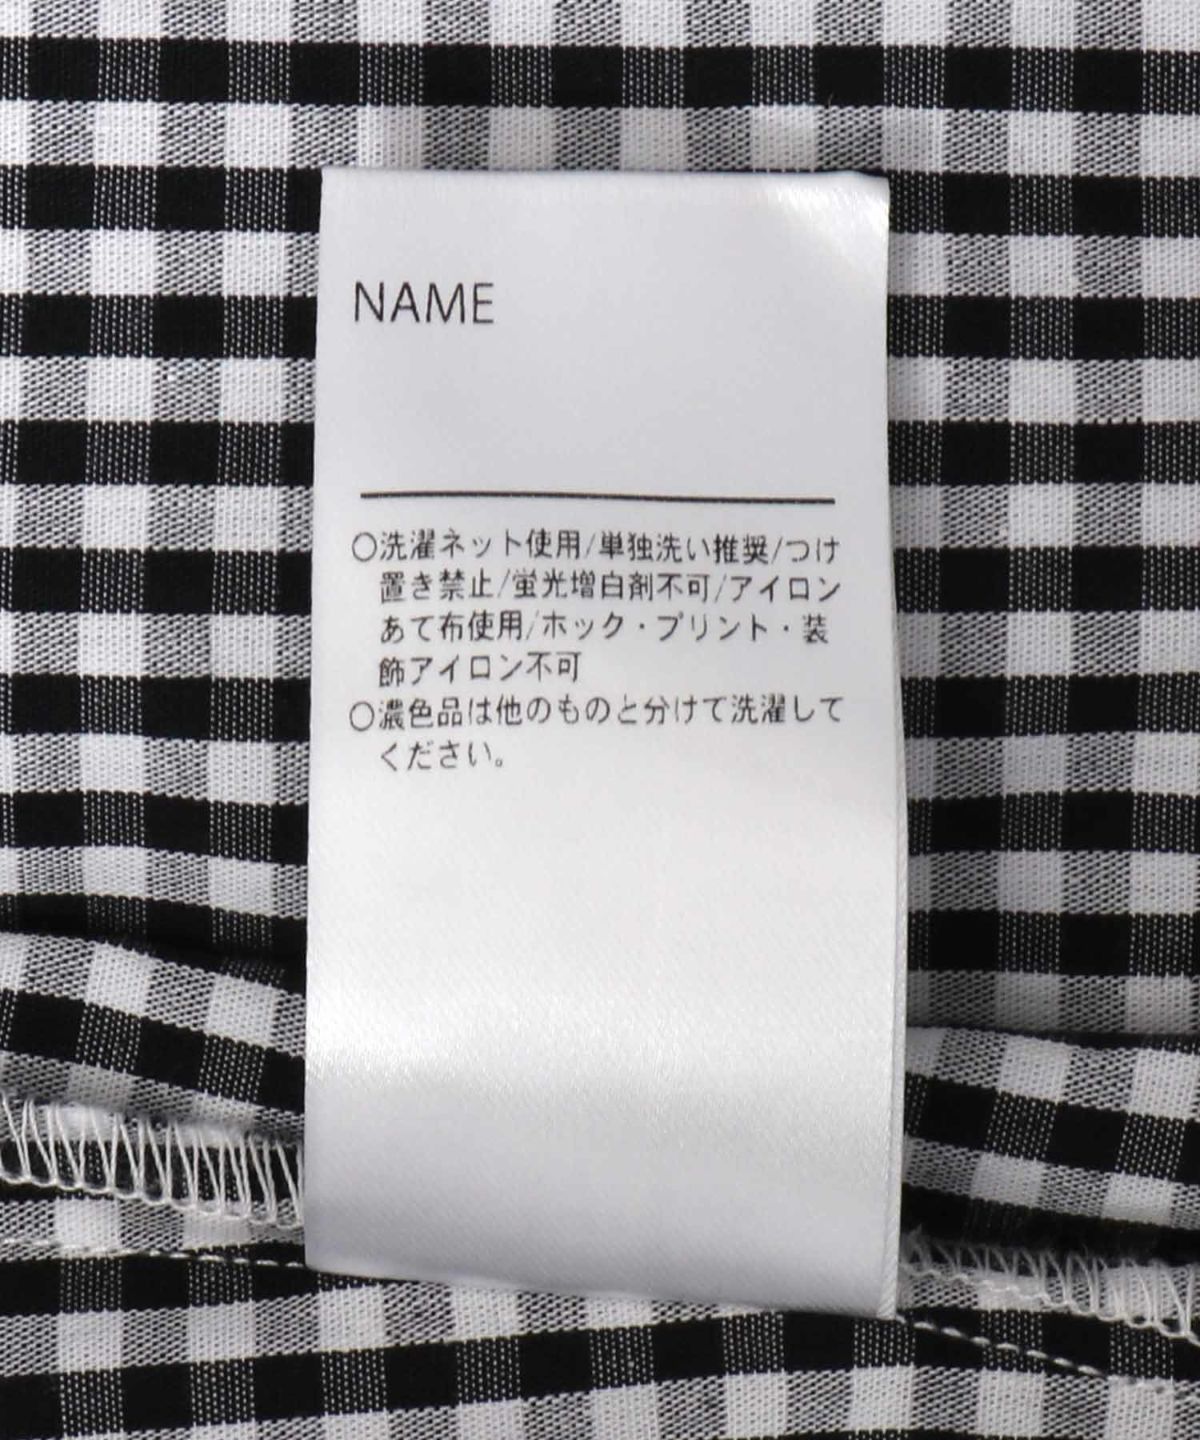 NAME
○洗濯ネット使用/単独洗い推奨/つけ
置き禁止/蛍光増白剤不可/アイロン
あて布使用/ホック・プリント・装
飾アイロン不可
○濃色品は他のものと分けて洗濯して
ください。